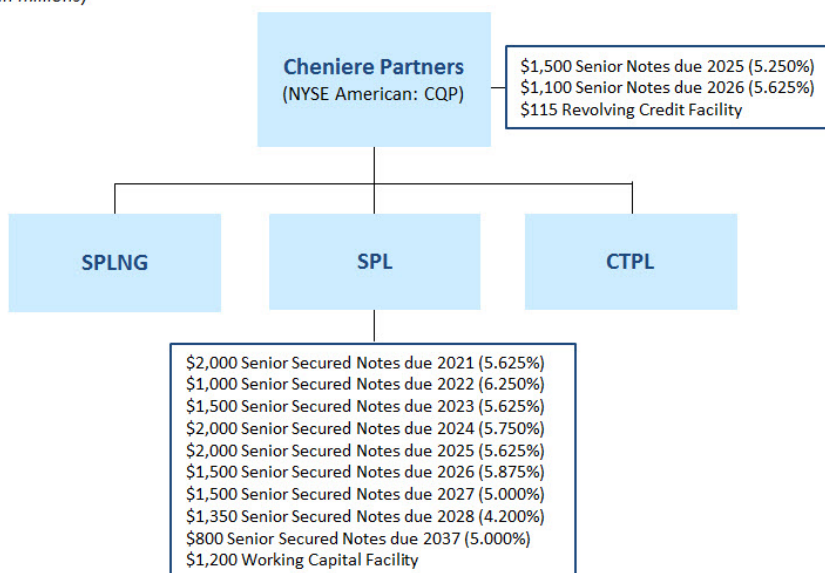 Cheniere Partners
(NYSE American: CQP)
$1,500 Senior Notes due 2025 (5.250%)
$1,100 Senior Notes due 2026 (5.625%)
$115 Revolving Credit Facility
SPLNG
SPL
CTPL
$2,000 Senior Secured Notes due 2021 (5.625%)
$1,000 Senior Secured Notes due 2022 (6.250%)
$1,500 Senior Secured Notes due 2023 (5.625%)
$2,000 Senior Secured Notes due 2024 (5.750%)
$2,000 Senior Secured Notes due 2025 (5.625%)
$1,500 Senior Secured Notes due 2026 (5.875%)
$1,500 Senior Secured Notes due 2027 (5.000%)
$1,350 Senior Secured Notes due 2028 (4.200%)
$800 Senior Secured Notes due 2037 (5.000%)
$1,200 Working Capital Facility